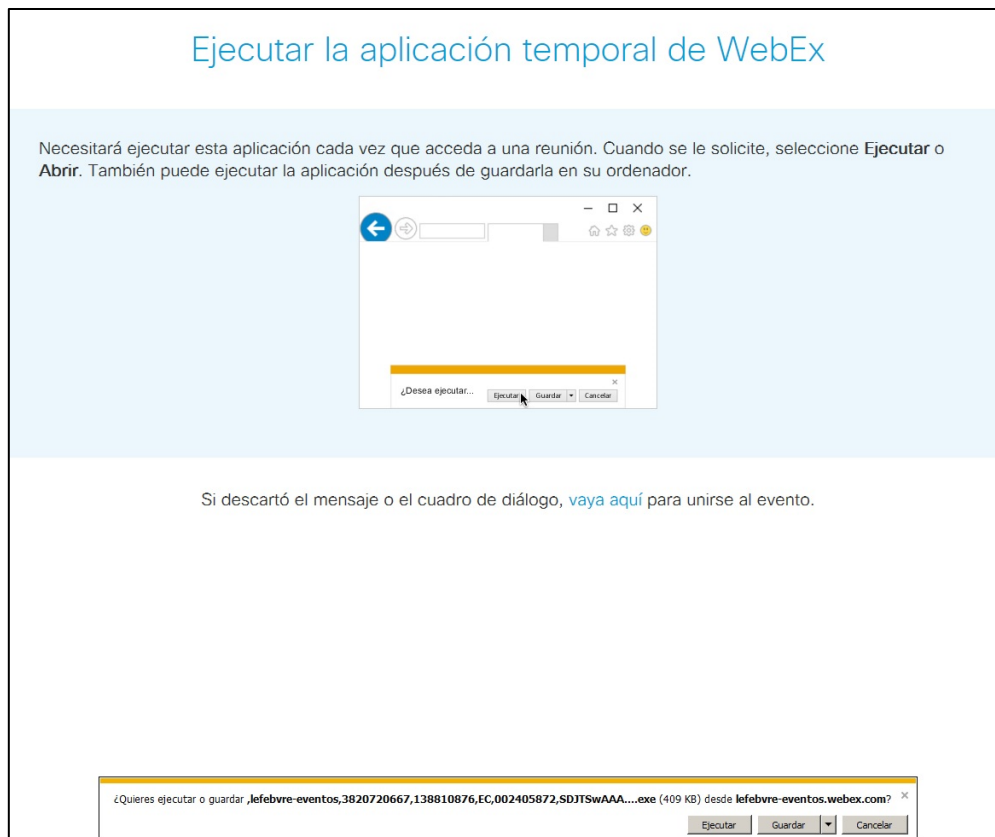 Ejecutar la aplicación temporal de WebEx
Necesitará ejecutar esta aplicación cada vez que acceda a una reunión. Cuando se le solicite, seleccione Ejecutar o
Abrir. También puede ejecutar la aplicación después de guardarla en su ordenador.
¿Desea ejecutar...
Ejecutar Guardar Cancelar
Si descartó el mensaje o el cuadro de diálogo, vaya aquí para unirse al evento.
¿Quieres ejecutar o guardar ,lefebvre-eventos,3820720667,138810876,EC,002405872,SDJTSwAAA....exe (409 KB) desde lefebvre-eventos.webex.com?
Ejecutar Guardar Cancelar